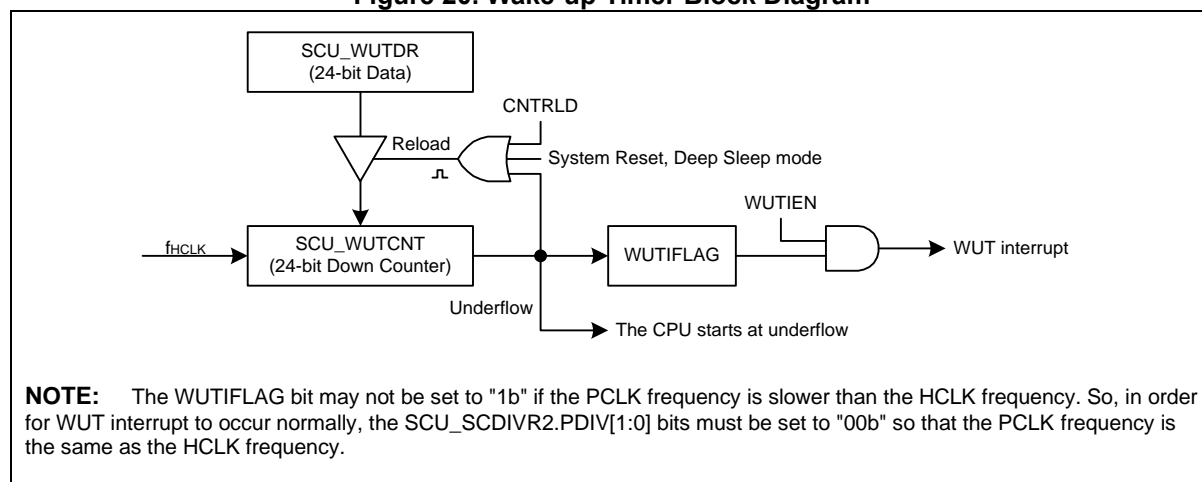 Figure 20. Wake-up Timer Block Diagram
SCU_WUTDR
(24-bit Data)
CNTRLD
Reload
System Reset, Deep Sleep mode
WUTIEN
fHCLK
SCU_WUTCNT
(24-bit Down Counter)
WUTIFLAG
WUT interrupt
Underflow
The CPU starts at underflow
NOTE: The WUTIFLAG bit may not be set to "1b" if the PCLK frequency is slower than the HCLK frequency. So, in order
for WUT interrupt to occur normally, the SCU_SCDIVR2.PDIV[1:0] bits must be set to "00b" so that the PCLK frequency is
the same as the HCLK frequency.